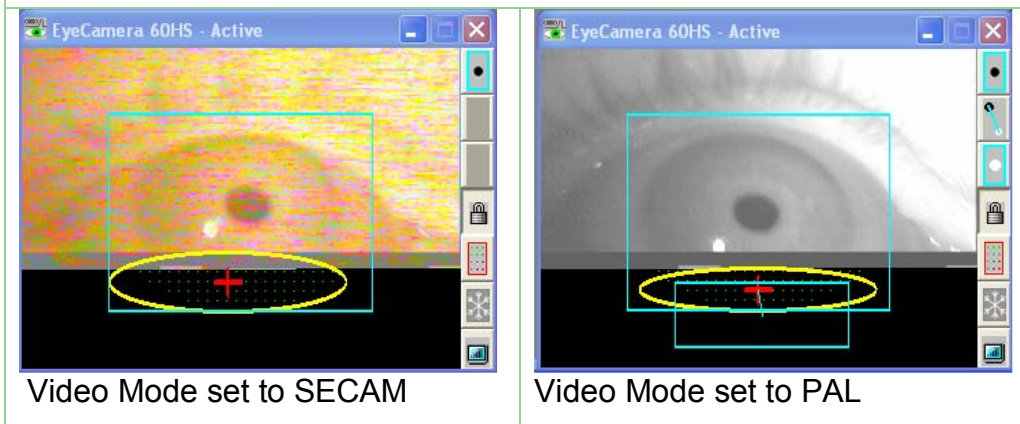 EyeCamera 60HS - Active
EyeCamera 60HS - Active
Video Mode set to SECAM
Video Mode set to PAL